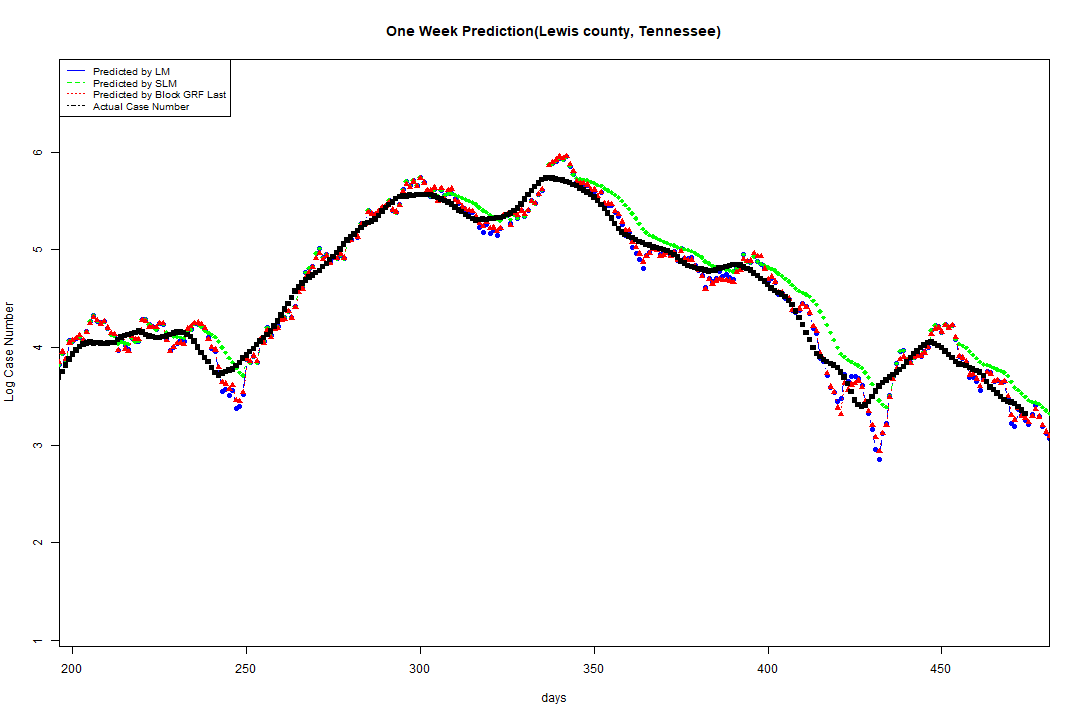 One Week Prediction(Lewis county, Tennessee)
Predicted by LM
Predicted by SLM
Predicted by Block GRF Last
Actual Case Number
6
5
4
3
2
1
Log Case Number
200 250 300 350 400 450
days